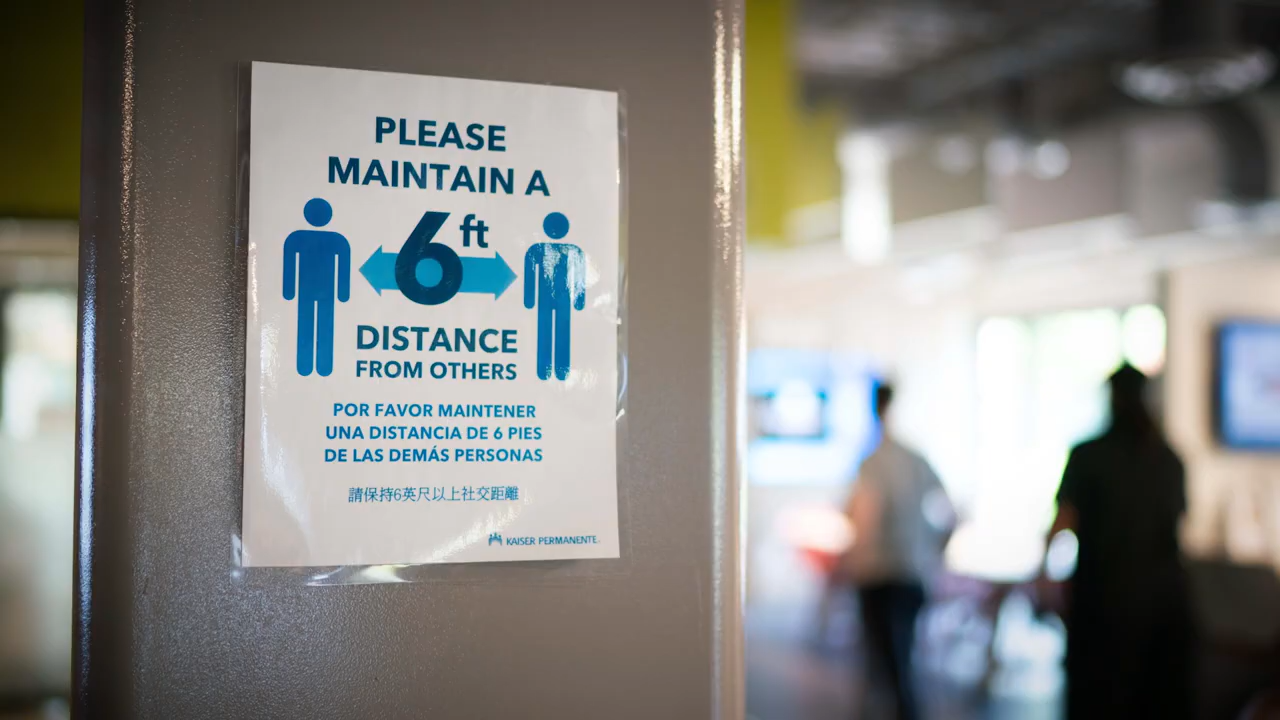 PLEASE
MAINTAIN A
6 ft
DISTANCE
FROM OTHERS
POR FAVOR MAINTENER
UNA DISTANCIA DE 6 PIES
DE LAS DEMÁS PERSONAS
請保持6英尺以上社交距離
KAISER PERMANENTE.